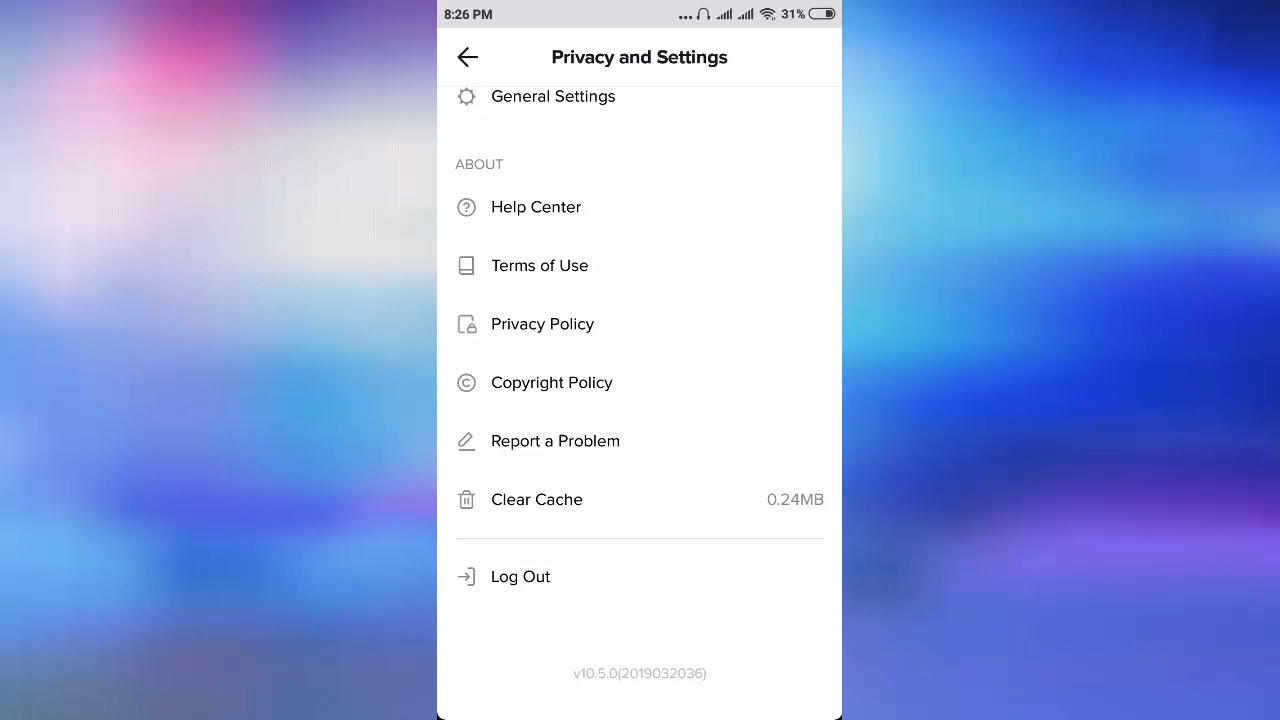 8:26 PM
31%
Privacy and Settings
General Settings
ABOUT
Help Center
Terms of Use
Privacy Policy
Copyright Policy
Report a Problem
Clear Cache 0.24MB
Log Out
v10.5.0(2019032036)